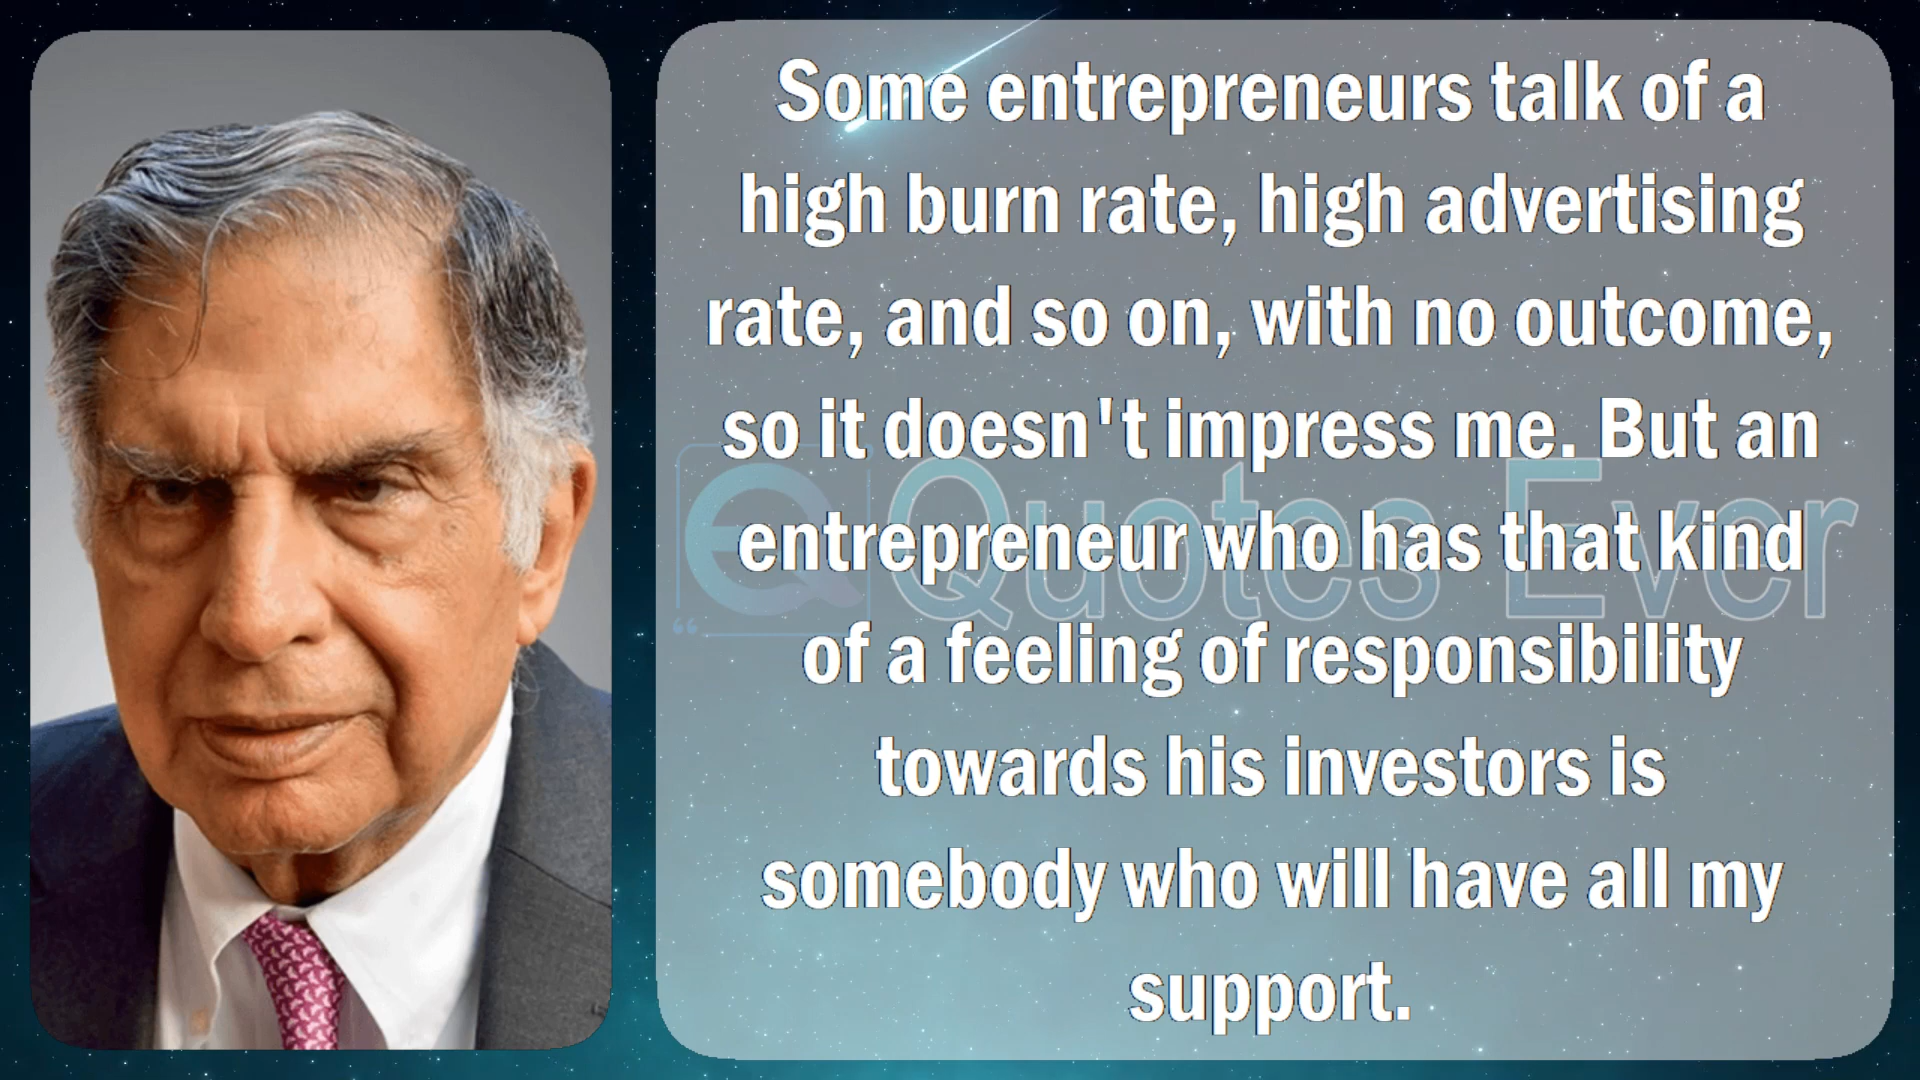 Some entrepreneurs talk of a
high burn rate, high advertising
rate, and so on, with no outcome,
so it doesn't impress me. But an
entrepreneur who has that kind
of a feeling of responsibility
towards his investors is
somebody who will have all my
support.
Quotes Ever